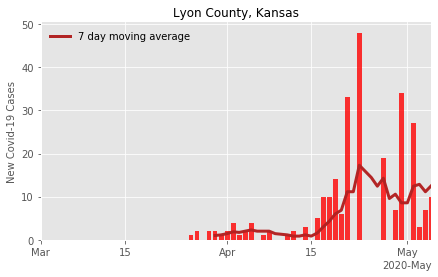 Lyon County, Kansas
7 day moving average
New Covid-19 Cases
50
40
30
20
10
0
Mar
15
Apr
15
May
2020-May